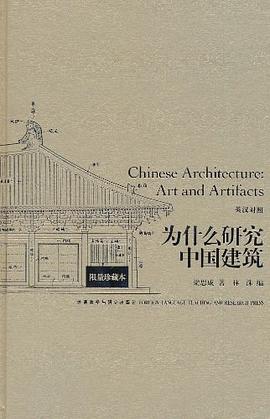 Chinese Architecture:
Art and Artifacts
英汉对照
为什么研究
中国建筑
梁思成 著 林洙 编
限量珍藏本
外语教学与研究出版社 FOREIGN LANGUAGE TEACHING AND RESEARCH PRESS